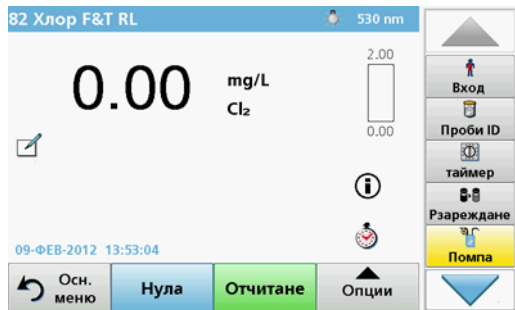 82 Хлор F&T RL
530 nm
0.00
mg/L
Cl₂
2.00
0.00
09-ФЕВ-2012 13:53:04
Осн.
меню
Нула
Отчитане
Опции
Вход
Проби ID
таймер
Рзареждане
Помпа